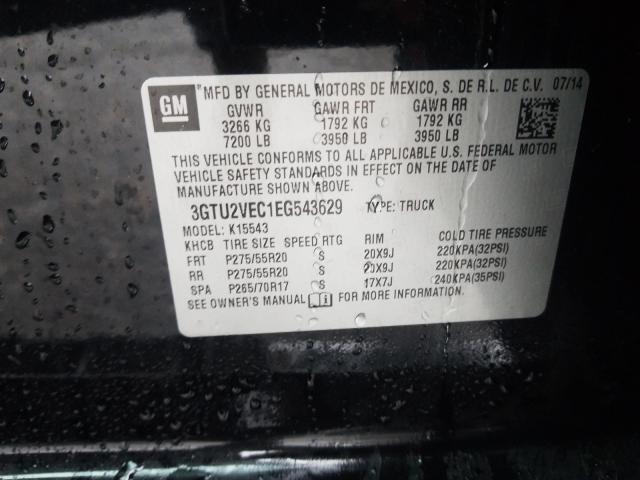 GM
MFD BY GENERAL MOTORS DE MEXICO, S. DE R.L. DE C.V. 07/14
GVWR GAWR FRT GAWR RR
3266 KG 1792 KG 1792 KG
7200 LB 3950 LB 3950 LB
THIS VEHICLE CONFORMS TO ALL APPLICABLE U.S. FEDERAL MOTOR
VEHICLE SAFETY STANDARDS IN EFFECT ON THE DATE OF
MANUFACTURE SHOWN ABOVE.
3GTU2VEC1EG543629 TYPE: TRUCK
MODEL: K15543
KHCB TIRE SIZE SPEED RTG RIM COLD TIRE PRESSURE
FRT P275/55R20 S 20X9J 220KPA(32PSI)
RR P275/55R20 S 20X9J 220KPA(32PSI)
SPA P265/70R17 S 17X7J 240KPA(35PSI)
SEE OWNER'S MANUAL FOR MORE INFORMATION.